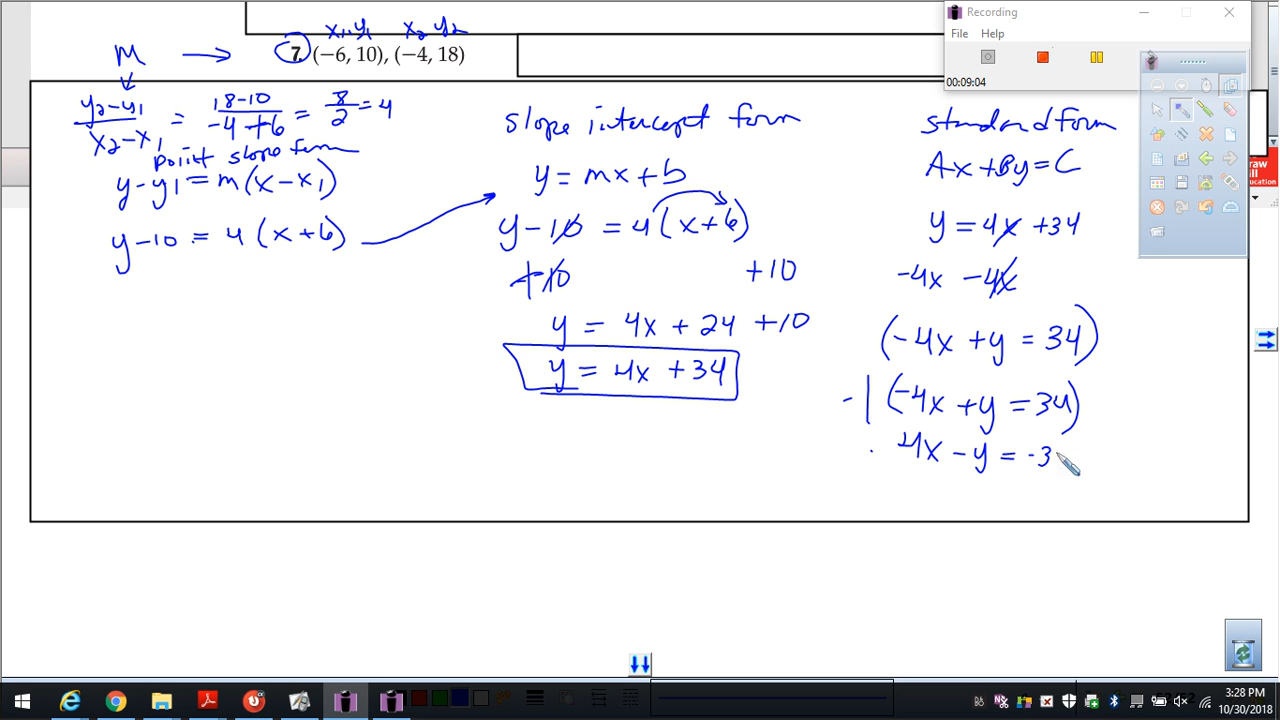 Recording
File Help
00:09:04
x₁, y₁ x₂ y₂
M → 7. (−6, 10), (−4, 18)
y₂−y₁ / x₂−x₁ = 18−10 / −4+6 = 8/2 = 4
point slope form
y−y₁ = m(x−x₁)
y−10 = 4(x+6)
slope intercept form
y = mx+b
y−10 = 4(x+6)
+10 +10
y = 4x + 24 +10
y = 4x +34
standard form
Ax+By=C
y = 4x +34
-4x −4x
(−4x +y = 34)
-1(−4x +y = 34)
4x −y = -3
raw
Hill
ducation
3:28 PM
10/30/2018